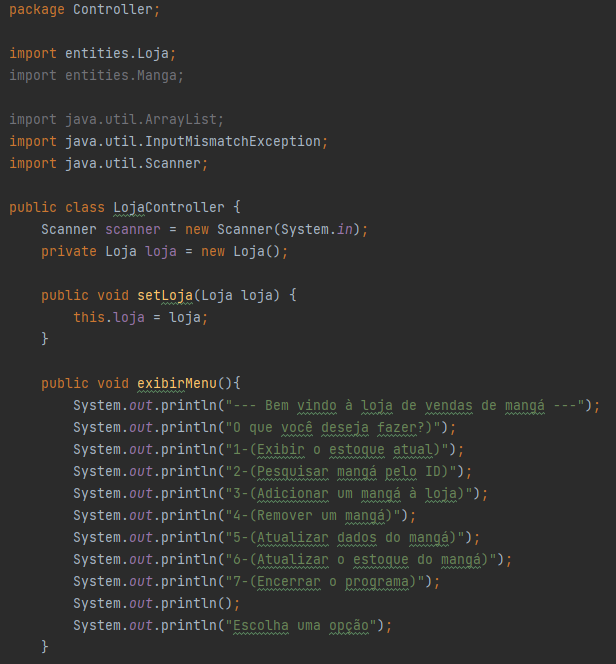 package Controller;
import entities.Loja;
import entities.Manga;
import java.util.ArrayList;
import java.util.InputMismatchException;
import java.util.Scanner;
public class LojaController {
    Scanner scanner = new Scanner(System.in);
    private Loja loja = new Loja();
    public void setLoja(Loja loja) {
        this.loja = loja;
    }
    public void exibirMenu(){
        System.out.println("--- Bem vindo à loja de vendas de mangá ---");
        System.out.println("O que você deseja fazer?)");
        System.out.println("1-(Exibir o estoque atual)");
        System.out.println("2-(Pesquisar mangá pelo ID)");
        System.out.println("3-(Adicionar um mangá à loja)");
        System.out.println("4-(Remover um mangá)");
        System.out.println("5-(Atualizar dados do mangá)");
        System.out.println("6-(Atualizar o estoque do mangá)");
        System.out.println("7-(Encerrar o programa)");
        System.out.println();
        System.out.println("Escolha uma opção");
    }